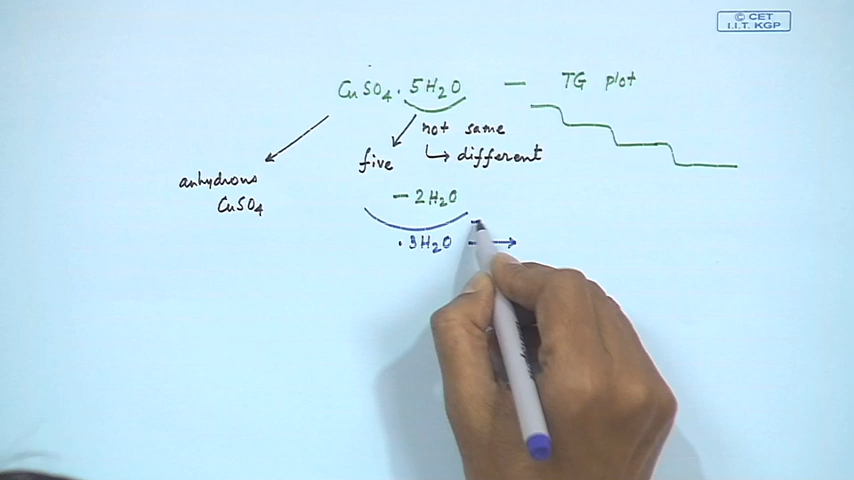 © CET
I.I.T. KGP
CuSO4 . 5H2O — TG plot
not same
five
different
anhydrous
CuSO4
- 2H2O
. 3H2O